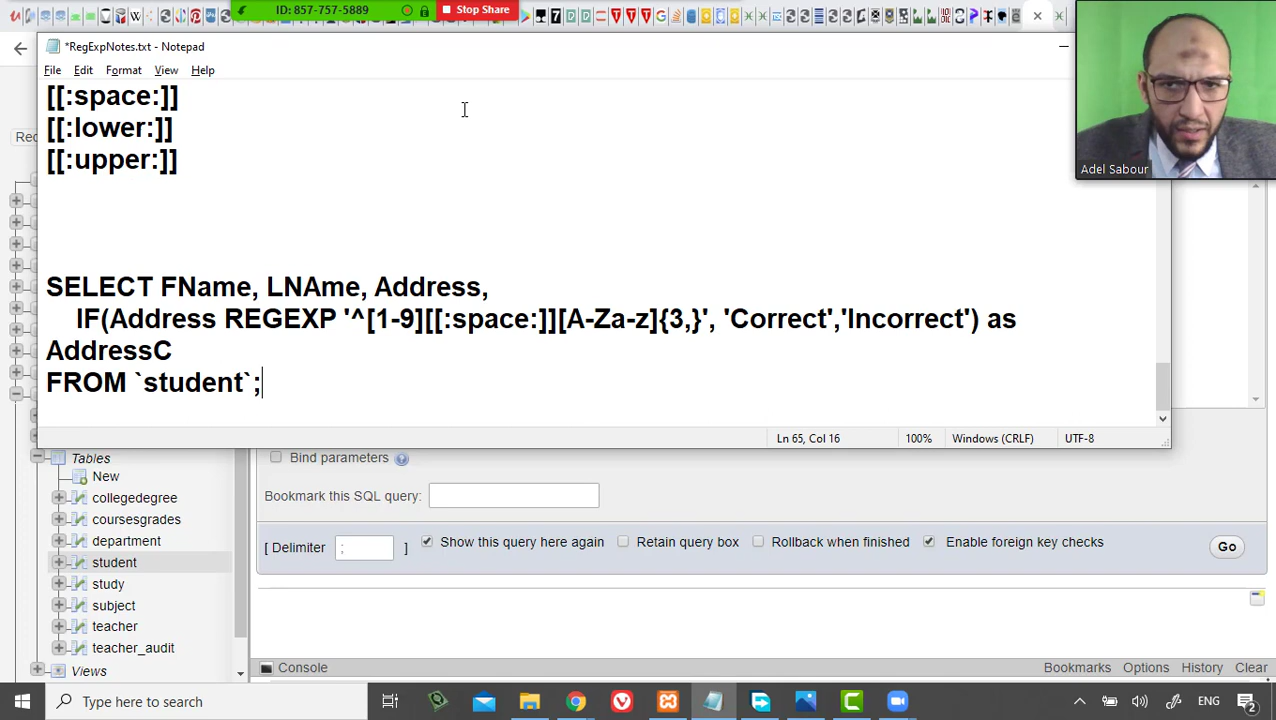 ID: 857-757-5889
Stop Share
*RegExpNotes.txt - Notepad
File Edit Format View Help
[[:space:]]
[[:lower:]]
[[:upper:]]
Adel Sabour
SELECT FName, LNAme, Address,
IF(Address REGEXP '^[1-9][[:space:]][A-Za-z]{3,}', 'Correct','Incorrect') as
AddressC
FROM `student`;
Ln 65, Col 16 100% Windows (CRLF) UTF-8
Tables
New
collegedegree
coursesgrades
department
student
study
subject
teacher
teacher_audit
Views
Bind parameters
Bookmark this SQL query:
[ Delimiter ; ] Show this query here again Retain query box Rollback when finished Enable foreign key checks Go
Console Bookmarks Options History Clear
Type here to search
ENG
2